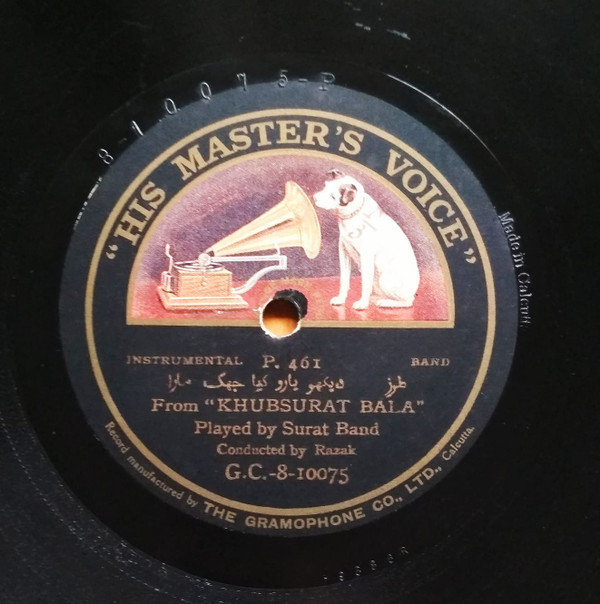 8-10075-P
"HIS MASTER'S VOICE"
Made in Calcutta
INSTRUMENTAL P. 461 BAND
طرز دیکھو یارو کیا جھک مارا
From "KHUBSURAT BALA"
Played by Surat Band
Conducted by Razak
G.C.-8-10075
Record manufactured by THE GRAMOPHONE CO., LTD., Calcutta.